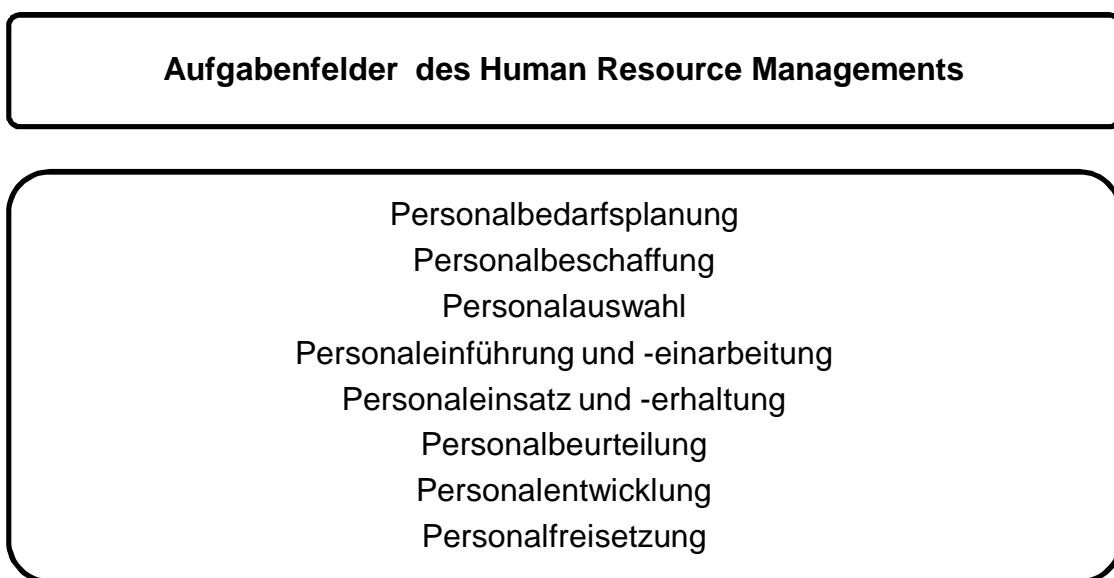 Aufgabenfelder des Human Resource Managements
Personalbedarfsplanung
Personalbeschaffung
Personalauswahl
Personaleinführung und -einarbeitung
Personaleinsatz und -erhaltung
Personalbeurteilung
Personalentwicklung
Personalfreisetzung